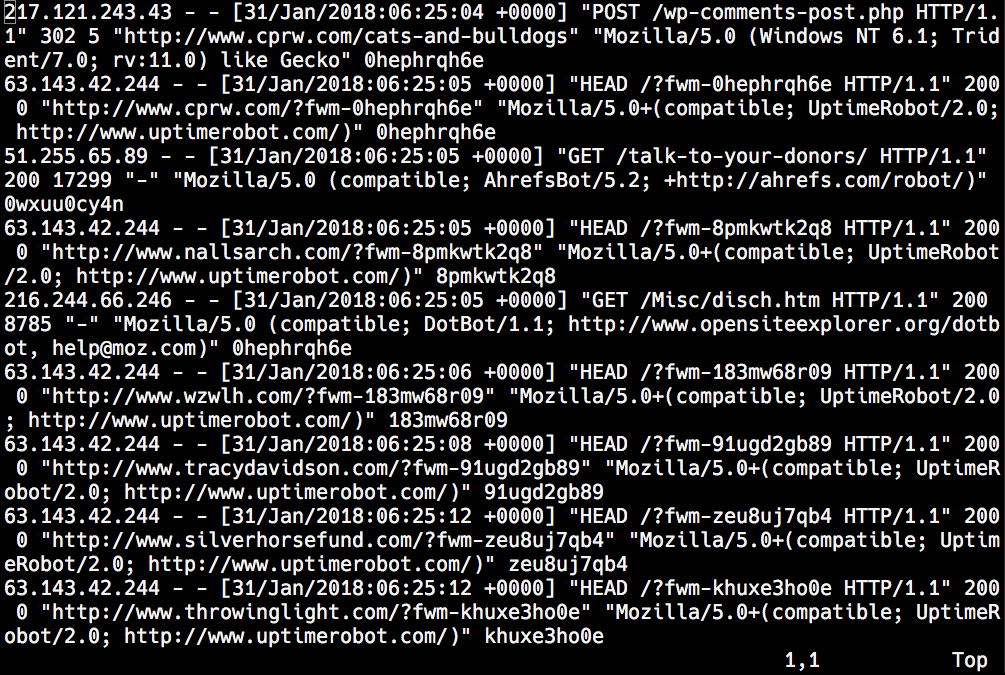 217.121.243.43 - - [31/Jan/2018:06:25:04 +0000] "POST /wp-comments-post.php HTTP/1.
1" 302 5 "http://www.cprw.com/cats-and-bulldogs" "Mozilla/5.0 (Windows NT 6.1; Trid
ent/7.0; rv:11.0) like Gecko" 0hephrqh6e
63.143.42.244 - - [31/Jan/2018:06:25:05 +0000] "HEAD /?fwm-0hephrqh6e HTTP/1.1" 200
 0 "http://www.cprw.com/?fwm-0hephrqh6e" "Mozilla/5.0+(compatible; UptimeRobot/2.0;
 http://www.uptimerobot.com/)" 0hephrqh6e
51.255.65.89 - - [31/Jan/2018:06:25:05 +0000] "GET /talk-to-your-donors/ HTTP/1.1"
200 17299 "-" "Mozilla/5.0 (compatible; AhrefsBot/5.2; +http://ahrefs.com/robot/)"
0wxuu0cy4n
63.143.42.244 - - [31/Jan/2018:06:25:05 +0000] "HEAD /?fwm-8pmkwtk2q8 HTTP/1.1" 200
 0 "http://www.nallsarch.com/?fwm-8pmkwtk2q8" "Mozilla/5.0+(compatible; UptimeRobot
/2.0; http://www.uptimerobot.com/)" 8pmkwtk2q8
216.244.66.246 - - [31/Jan/2018:06:25:05 +0000] "GET /Misc/disch.htm HTTP/1.1" 200
8785 "-" "Mozilla/5.0 (compatible; DotBot/1.1; http://www.opensiteexplorer.org/dotb
ot, help@moz.com)" 0hephrqh6e
63.143.42.244 - - [31/Jan/2018:06:25:06 +0000] "HEAD /?fwm-183mw68r09 HTTP/1.1" 200
 0 "http://www.wzwlh.com/?fwm-183mw68r09" "Mozilla/5.0+(compatible; UptimeRobot/2.0
; http://www.uptimerobot.com/)" 183mw68r09
63.143.42.244 - - [31/Jan/2018:06:25:08 +0000] "HEAD /?fwm-91ugd2gb89 HTTP/1.1" 200
 0 "http://www.tracydavidson.com/?fwm-91ugd2gb89" "Mozilla/5.0+(compatible; UptimeR
obot/2.0; http://www.uptimerobot.com/)" 91ugd2gb89
63.143.42.244 - - [31/Jan/2018:06:25:12 +0000] "HEAD /?fwm-zeu8uj7qb4 HTTP/1.1" 200
 0 "http://www.silverhorsefund.com/?fwm-zeu8uj7qb4" "Mozilla/5.0+(compatible; Uptim
eRobot/2.0; http://www.uptimerobot.com/)" zeu8uj7qb4
63.143.42.244 - - [31/Jan/2018:06:25:12 +0000] "HEAD /?fwm-khuxe3ho0e HTTP/1.1" 200
 0 "http://www.throwinglight.com/?fwm-khuxe3ho0e" "Mozilla/5.0+(compatible; UptimeR
obot/2.0; http://www.uptimerobot.com/)" khuxe3ho0e
1,1 Top